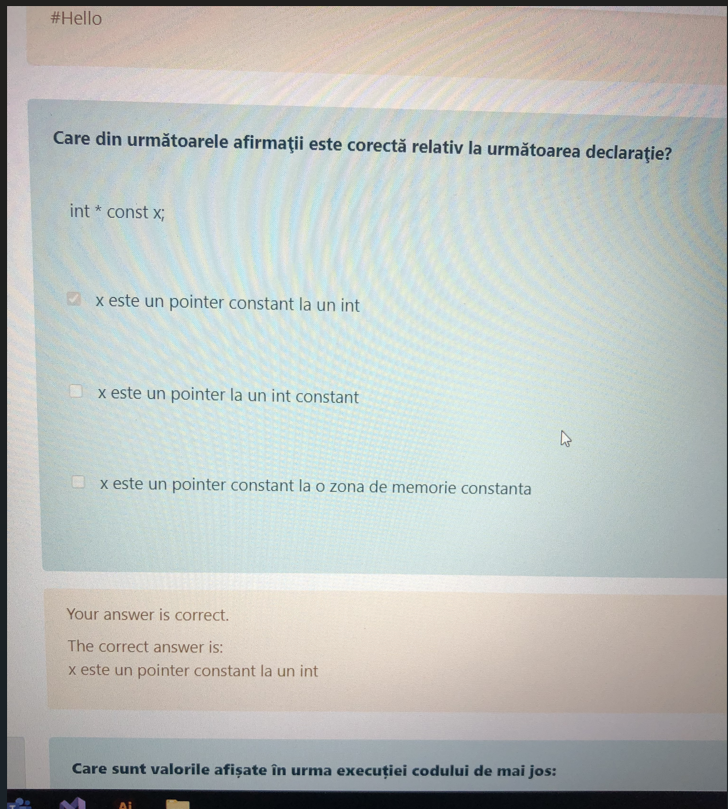 #Hello
Care din următoarele afirmaţii este corectă relativ la următoarea declaraţie?
int * const x;
x este un pointer constant la un int
x este un pointer la un int constant
x este un pointer constant la o zona de memorie constanta
Your answer is correct.
The correct answer is:
x este un pointer constant la un int
Care sunt valorile afișate în urma execuției codului de mai jos:
Ai